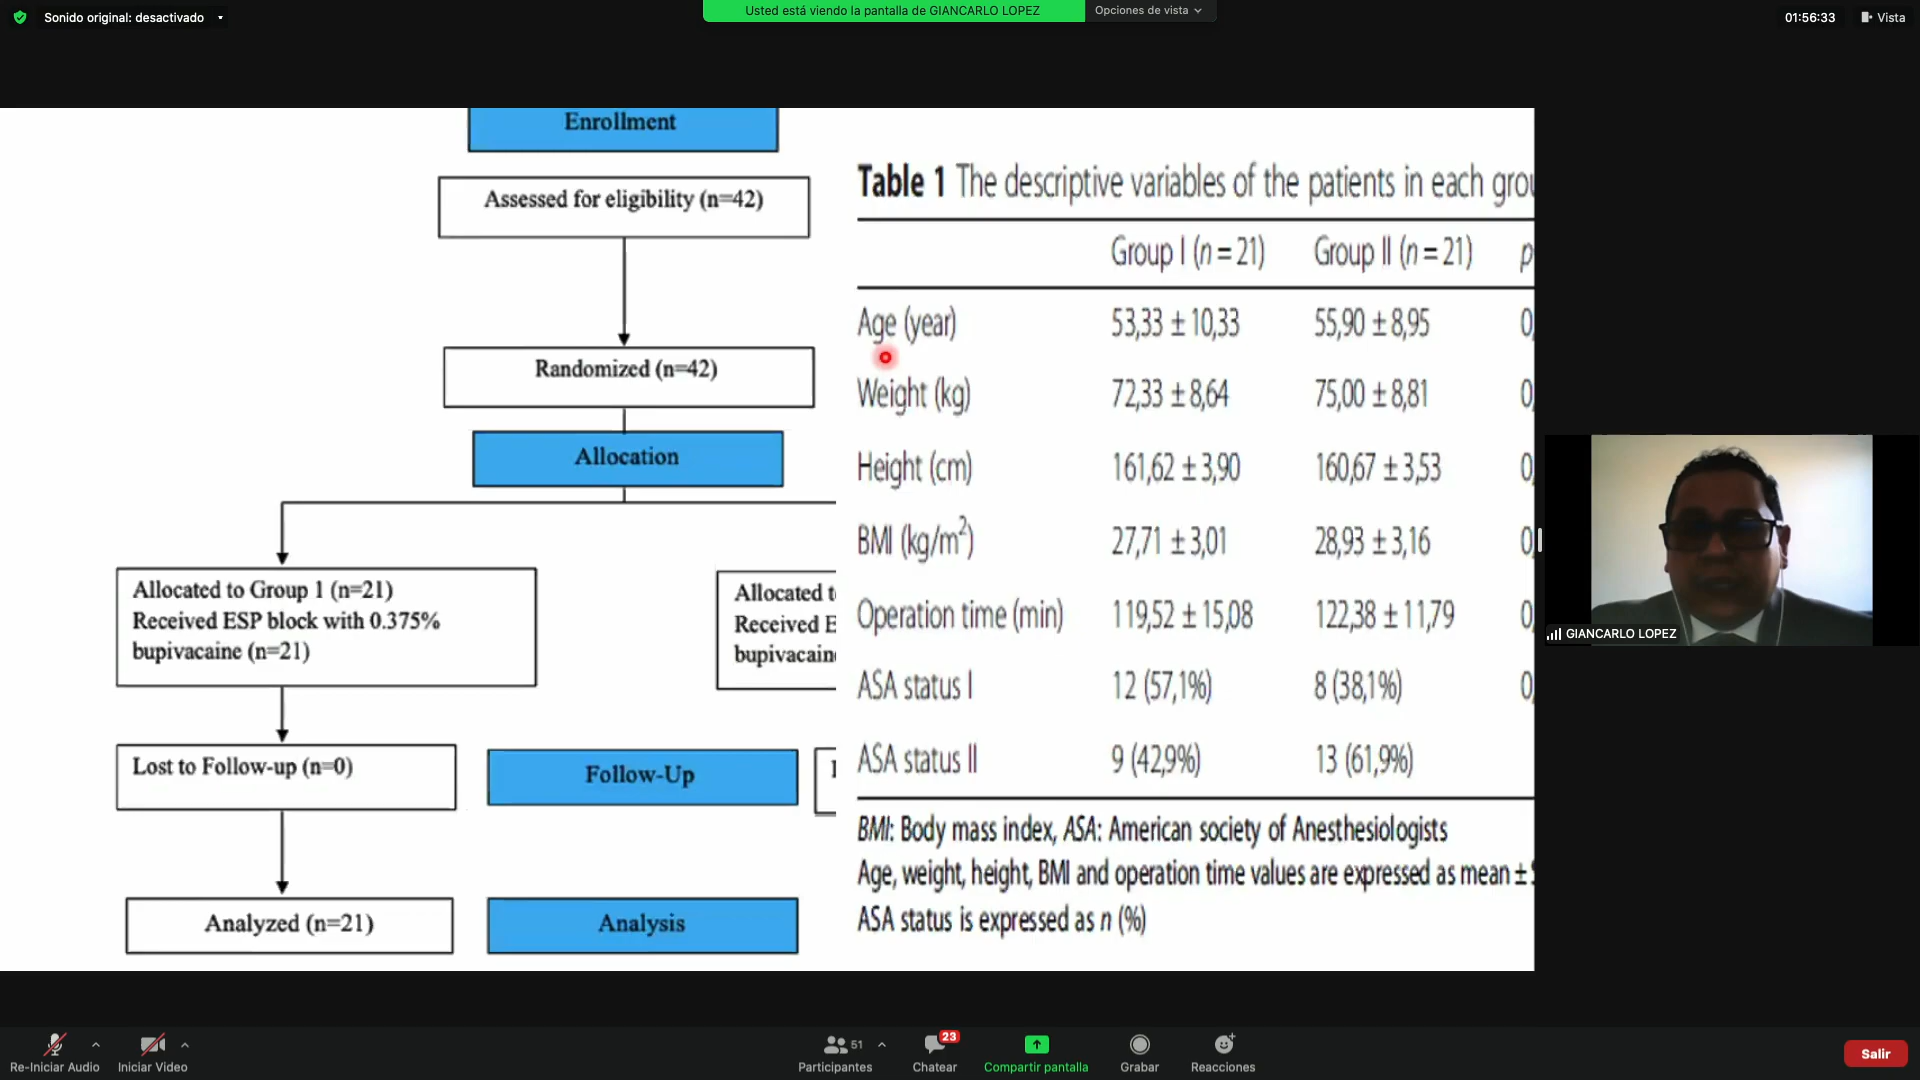 Sonido original: desactivado
Usted está viendo la pantalla de GIANCARLO LOPEZ
Opciones de vista
01:56:33
Vista
Enrollment
Assessed for eligibility (n=42)
Randomized (n=42)
Allocation
Allocated to Group 1 (n=21)
Received ESP block with 0.375%
bupivacaine (n=21)
Allocated
Received
Lost to Follow-up (n=0)
Follow-Up
Analyzed (n=21)
Analysis
Table 1 The descriptive variables of the patients in each
Group I (n = 21) Group II (n = 21) p
Age (year) 53,33 ± 10,33 55,90 ± 8,95 0,
Weight (kg) 72,33 ± 8,64 75,00 ± 8,81 0,
Height (cm) 161,62 ± 3,90 160,67 ± 3,53 0,
BMI (kg/m²) 27,71 ± 3,01 28,93 ± 3,16 0,
Operation time (min) 119,52 ± 15,08 122,38 ± 11,79 0,
ASA status I 12 (57,1%) 8 (38,1%) 0,
ASA status II 9 (42,9%) 13 (61,9%)
BMI: Body mass index, ASA: American society of Anesthesiologists
Age, weight, height, BMI and operation time values are expressed as mean ±
ASA status is expressed as n (%)
GIANCARLO LOPEZ
Re-Iniciar Audio
Iniciar Video
51
Participantes
23
Chatear
Compartir pantalla
Grabar
Reacciones
Salir